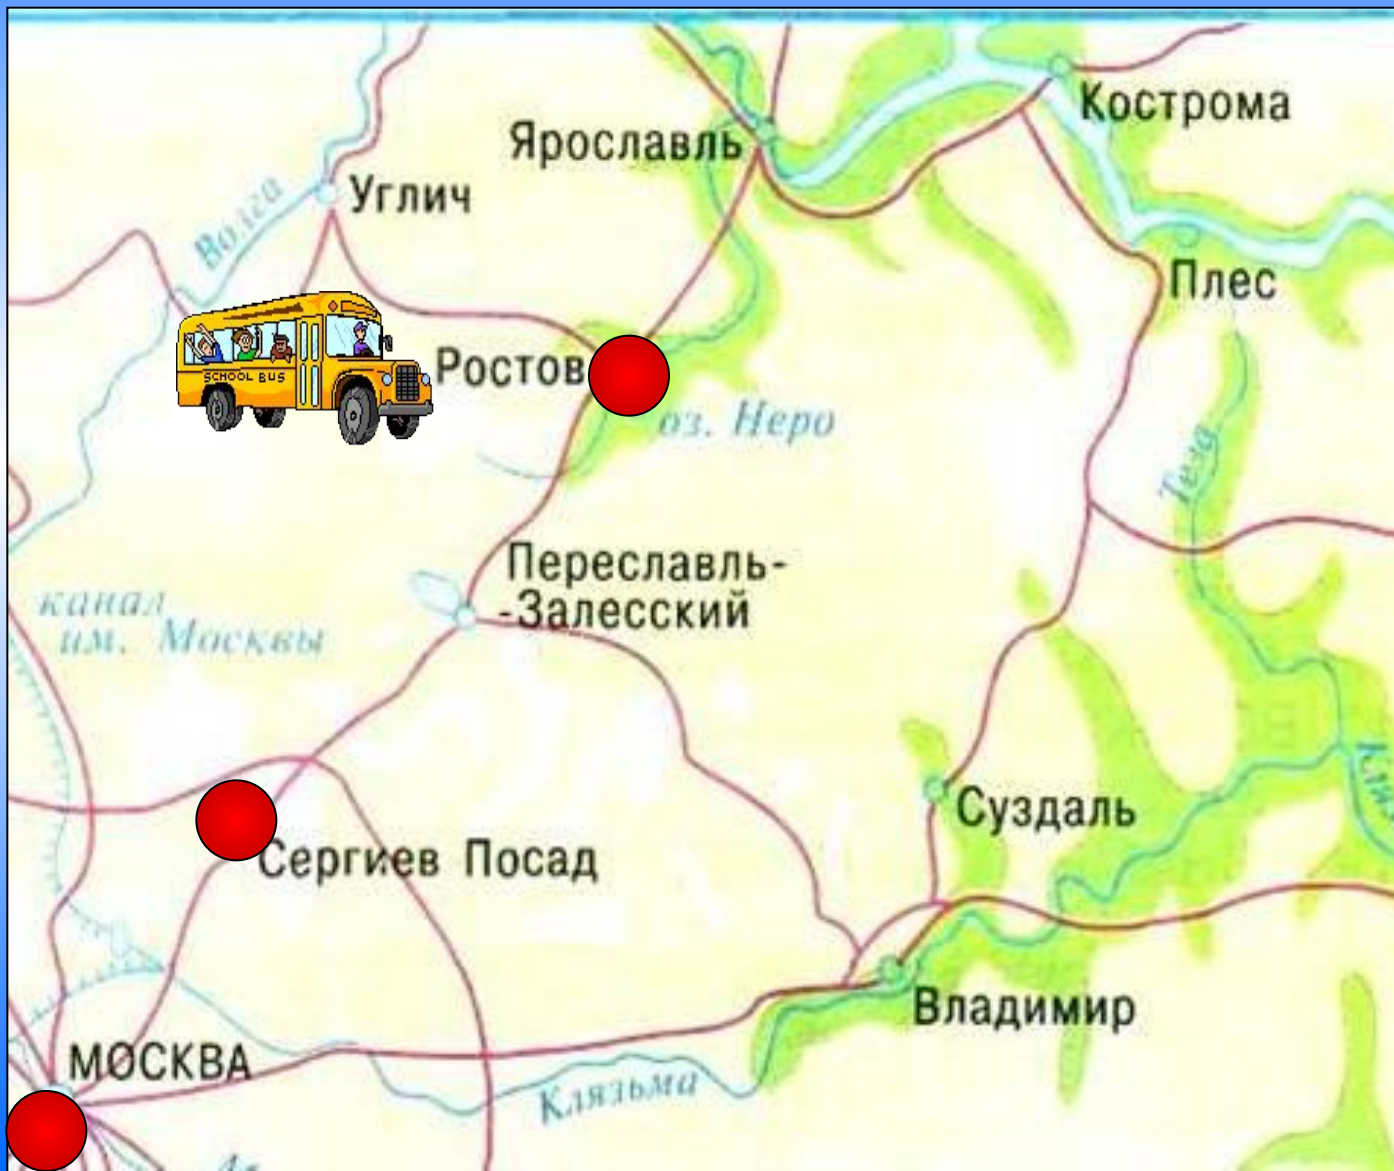 Кострома
Ярославль
Углич
Волга
Плес
SCHOOL BUS
Ростов
оз. Неро
Теза
Переславль-
-Залесский
канал
им. Москвы
Суздаль
Сергиев Посад
Владимир
МОСКВА
Клязьма